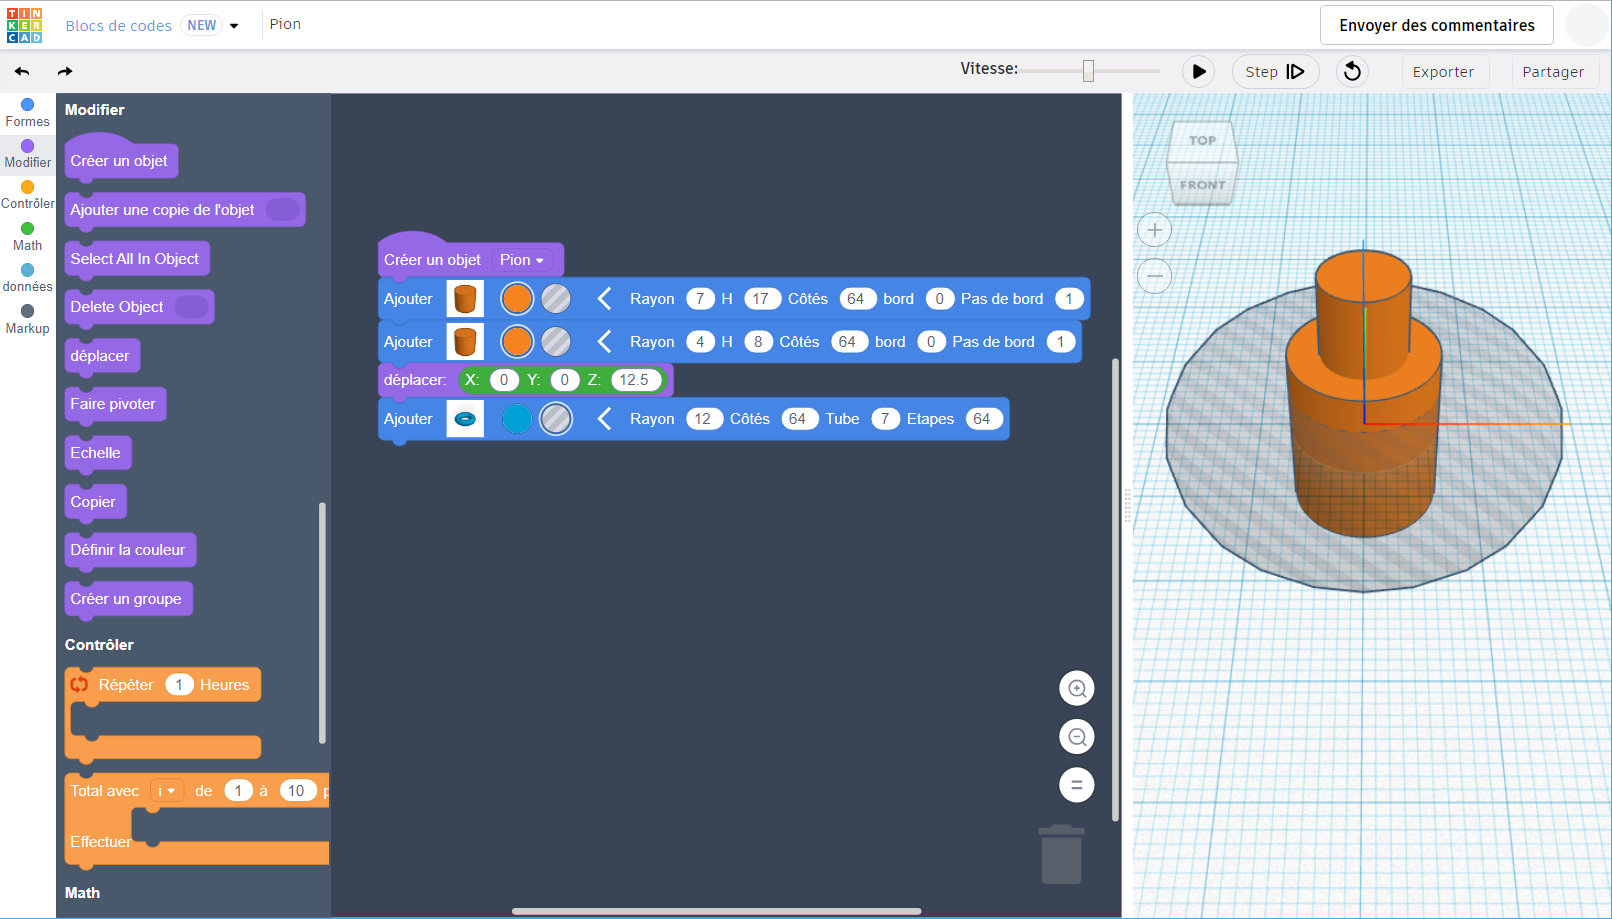 TIN
KER
CAD
Blocs de codes NEW
Pion
Envoyer des commentaires
Vitesse:
Step
Exporter
Partager
Formes
Modifier
Contrôler
Math
données
Markup
Modifier
Créer un objet
Ajouter une copie de l'objet
Select All In Object
Delete Object
déplacer
Faire pivoter
Echelle
Copier
Définir la couleur
Créer un groupe
Contrôler
Répéter 1 Heures
Total avec i de 1 à 10 p
Effectuer
Math
Créer un objet Pion
Ajouter Rayon 7 H 17 Côtés 64 bord 0 Pas de bord 1
Ajouter Rayon 4 H 8 Côtés 64 bord 0 Pas de bord 1
déplacer: X: 0 Y: 0 Z: 12.5
Ajouter Rayon 12 Côtés 64 Tube 7 Etapes 64
TOP
FRONT